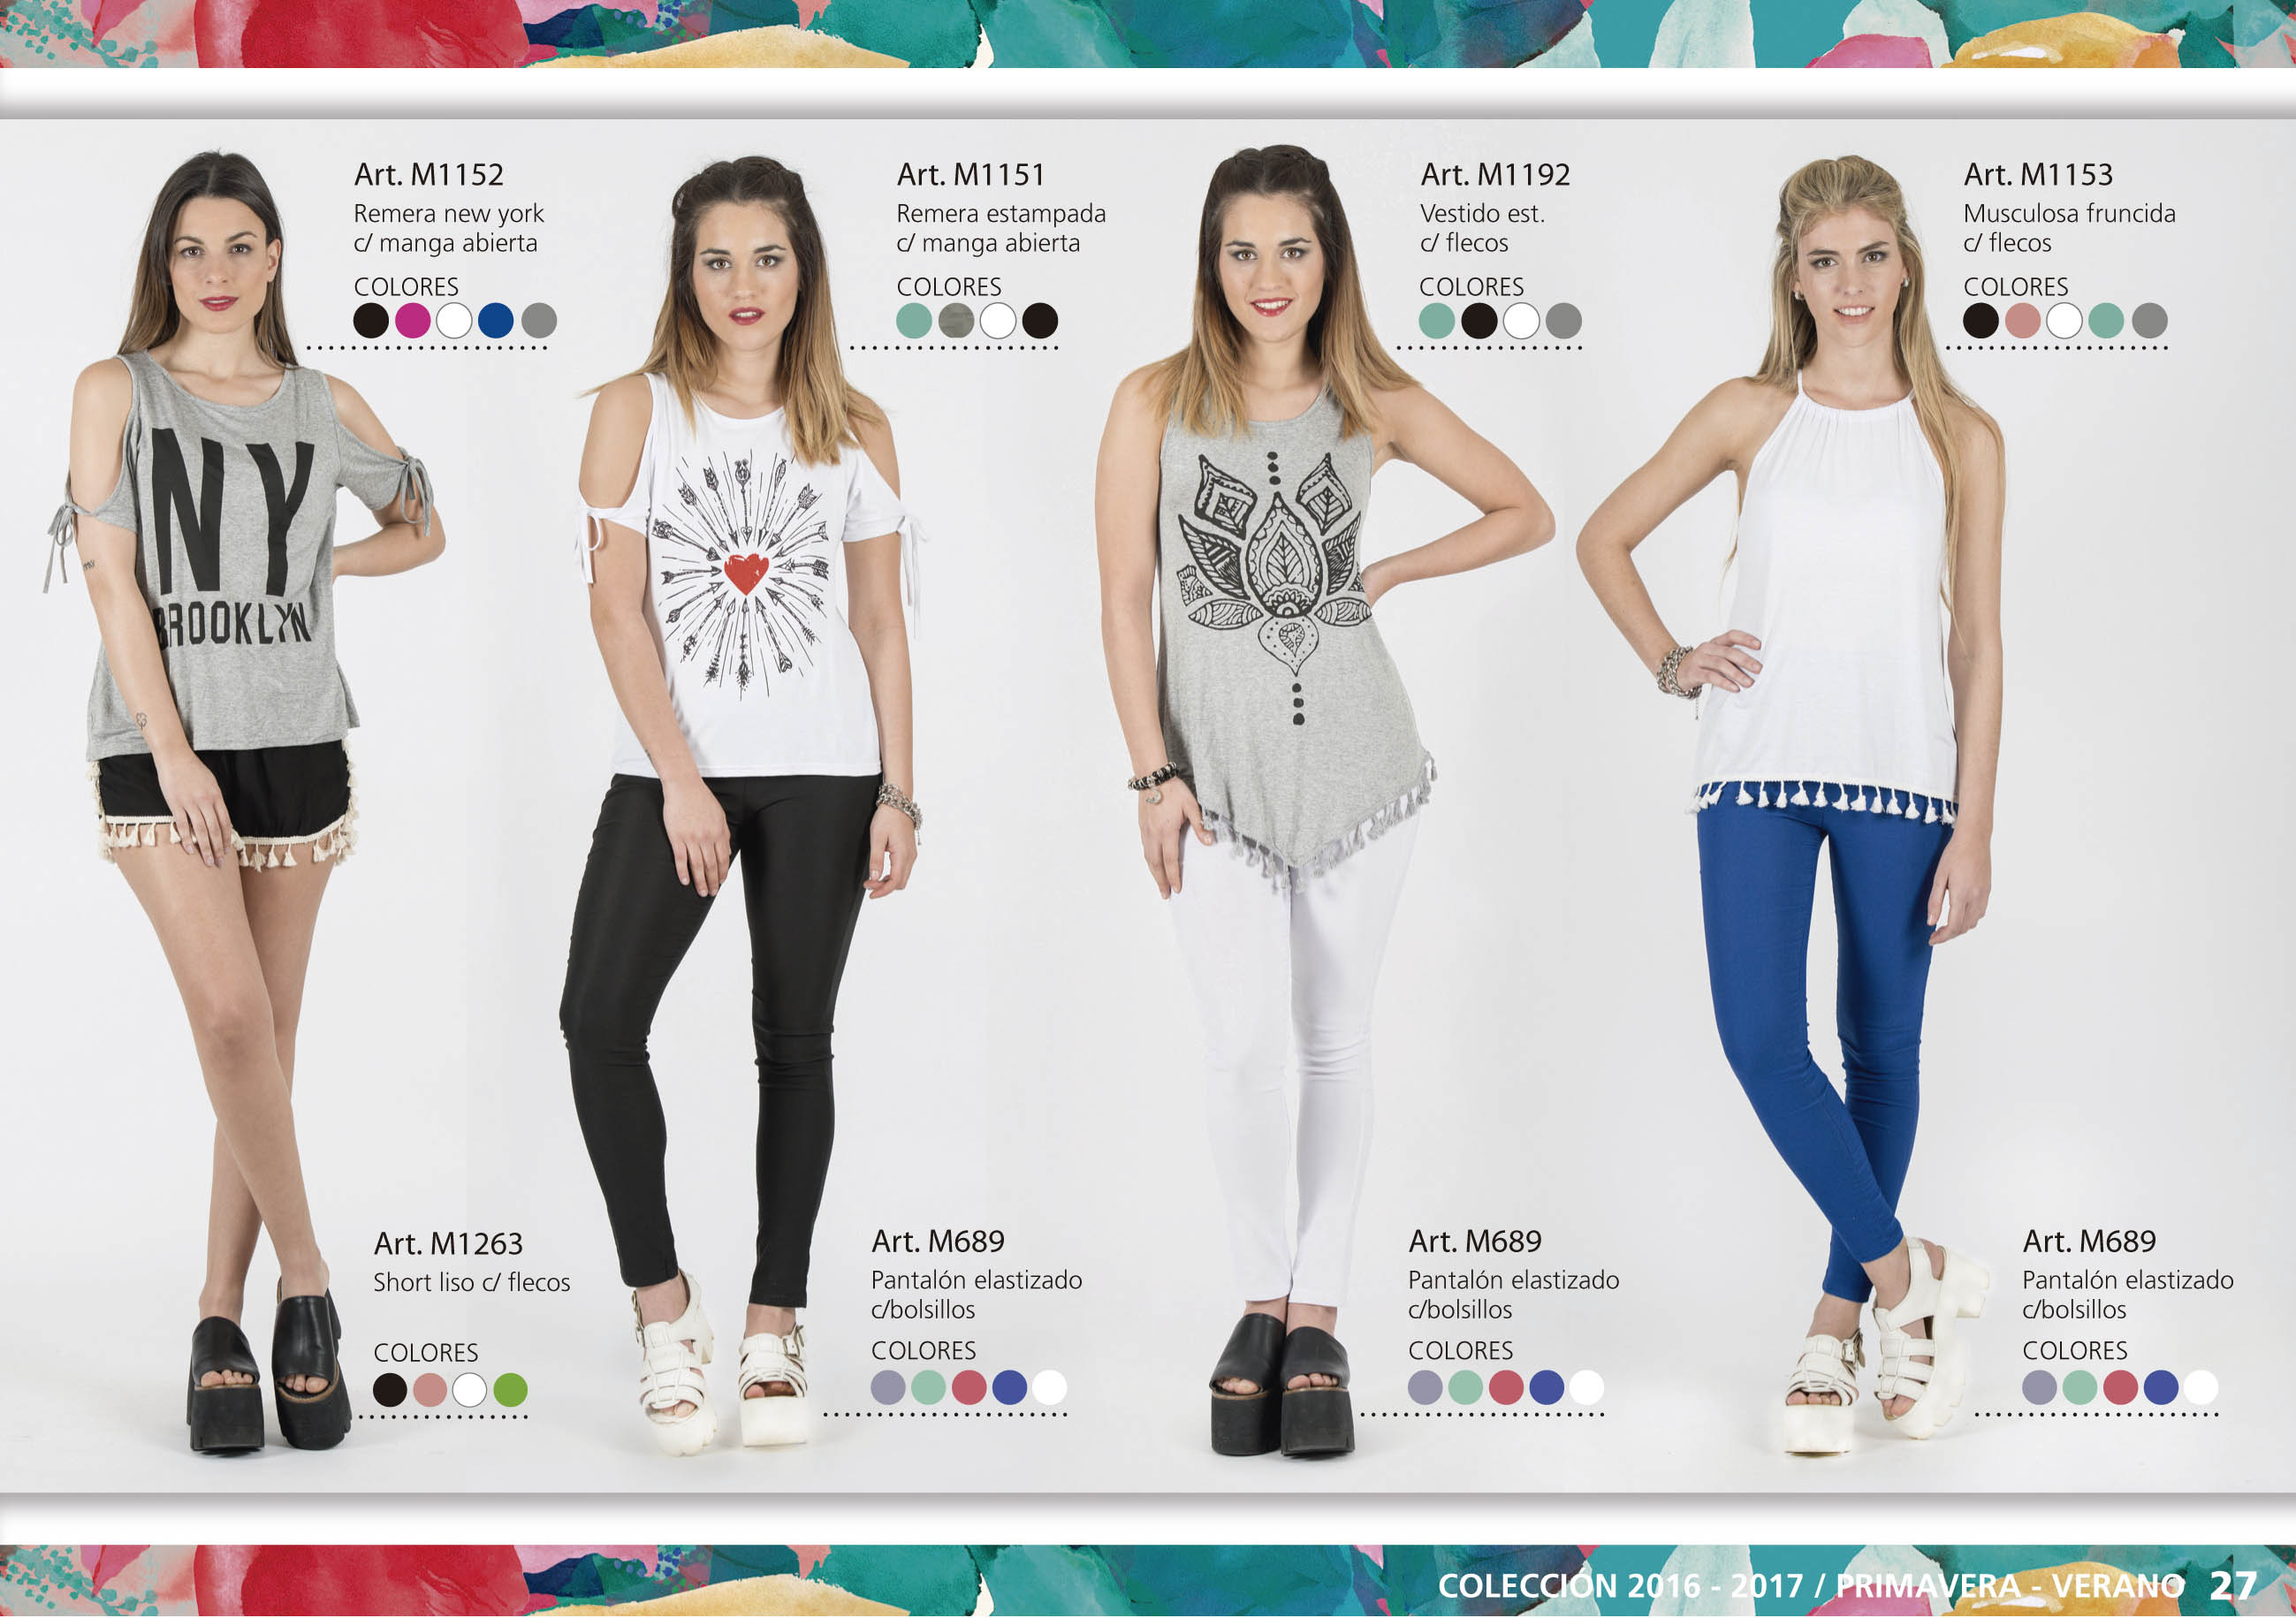 Art. M1152
Remera new york
c/ manga abierta
COLORES
Art. M1151
Remera estampada
c/ manga abierta
COLORES
Art. M1192
Vestido est.
c/ flecos
COLORES
Art. M1153
Musculosa fruncida
c/ flecos
COLORES
NY
BROOKLYN
Art. M1263
Short liso c/ flecos
COLORES
Art. M689
Pantalón elastizado
c/bolsillos
COLORES
Art. M689
Pantalón elastizado
c/bolsillos
COLORES
Art. M689
Pantalón elastizado
c/bolsillos
COLORES
COLECCIÓN 2016 - 2017 / PRIMAVERA - VERANO 27